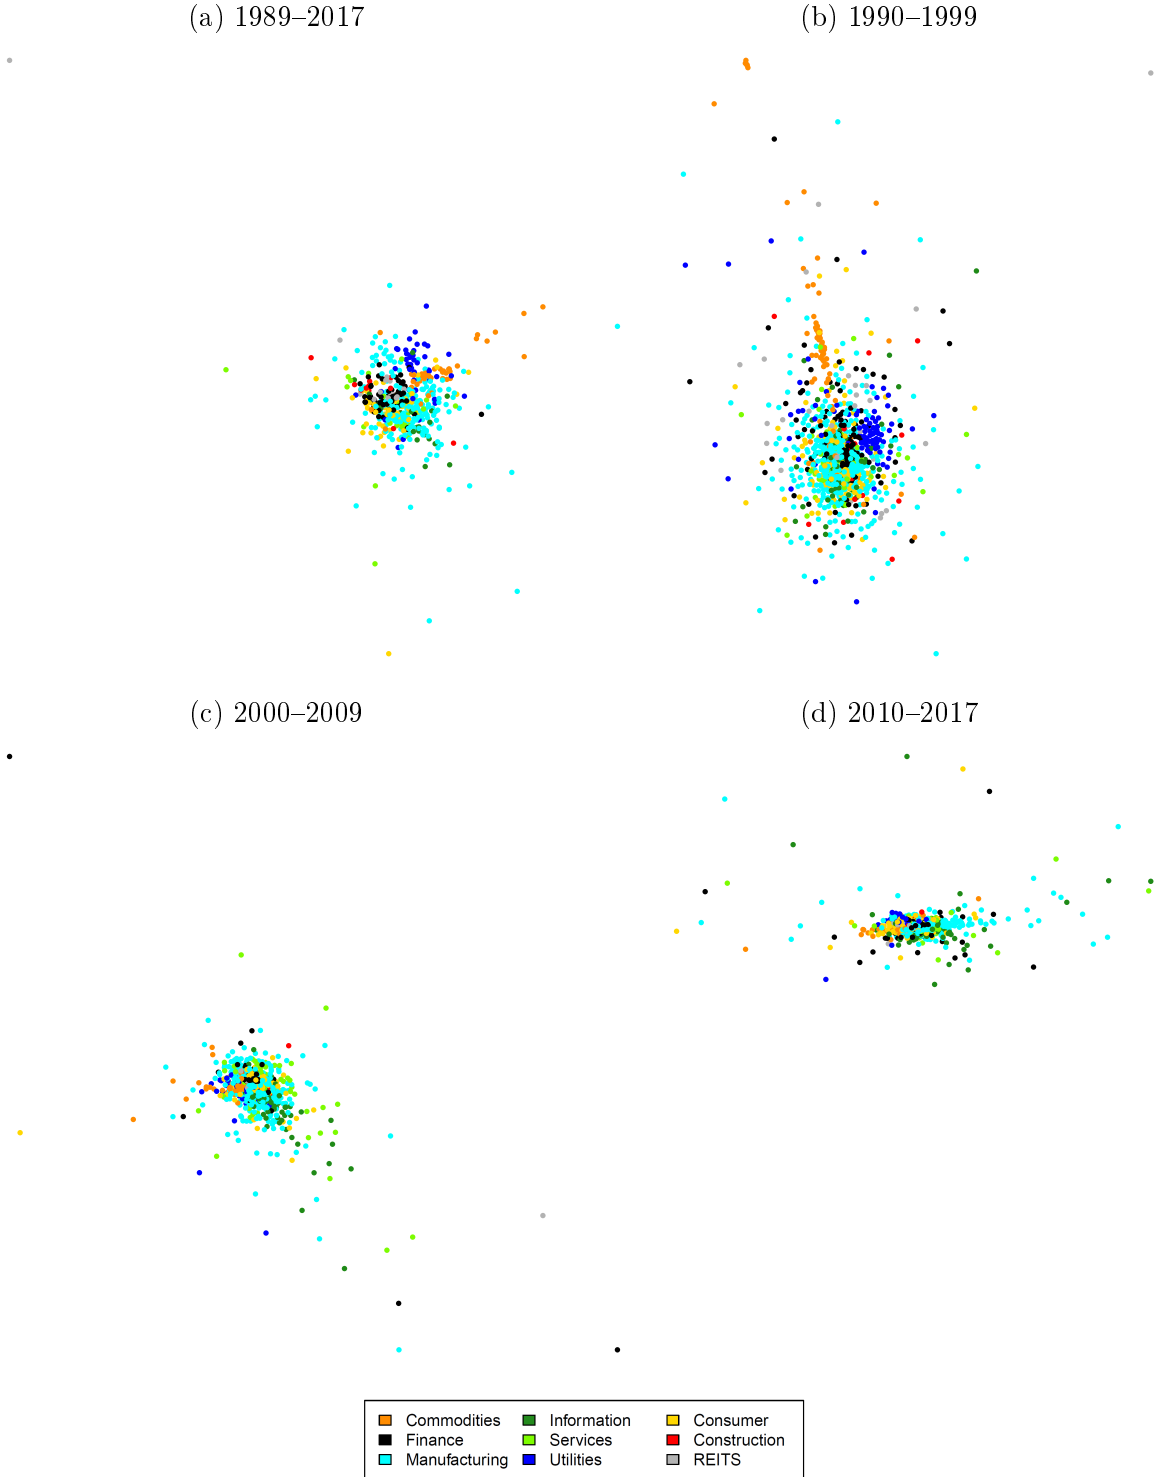 (a) 1989–2017
(b) 1990–1999
(c) 2000–2009
(d) 2010–2017
Commodities Information Consumer
Finance Services Construction
Manufacturing Utilities REITS